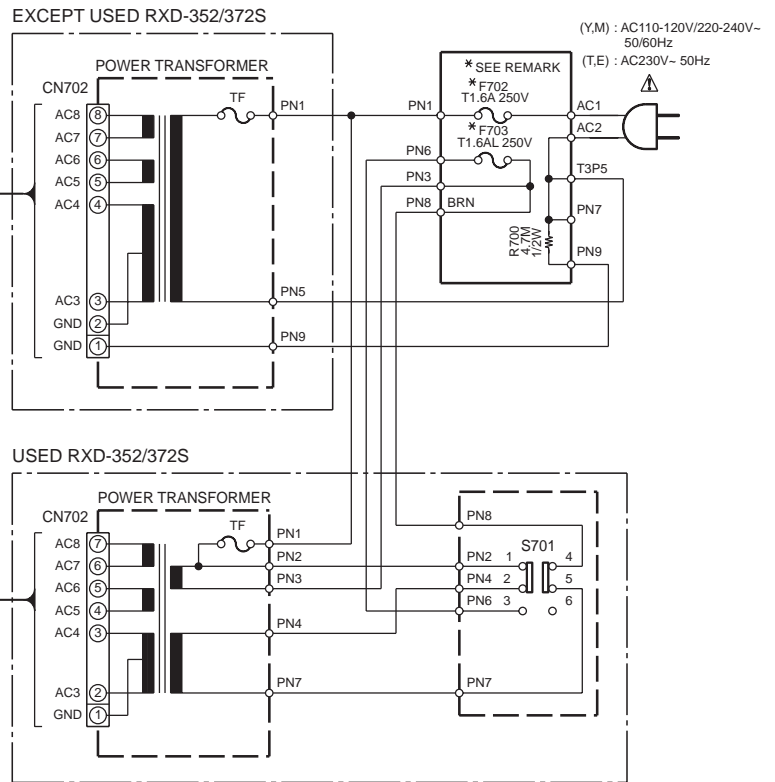 EXCEPT USED RXD-352/372S
POWER TRANSFORMER
CN702
TF
PN1
AC8 8
AC7 7
AC6 6
AC5 5
AC4 4
AC3 3
GND 2
GND 1
PN5
PN9
(Y,M) : AC110-120V/220-240V~
50/60Hz
(T,E) : AC230V~ 50Hz
* SEE REMARK
* F702
T1.6A 250V
* F703
T1.6AL 250V
PN1
PN6
PN3
PN8
BRN
AC1
AC2
T3P5
PN7
PN9
R700
4.7M
1/2W
USED RXD-352/372S
POWER TRANSFORMER
CN702
TF
AC8 7
AC7 6
AC6 5
AC5 4
AC4 3
AC3 2
GND 1
PN1
PN2
PN3
PN4
PN7
PN8
S701
PN2 1 4
PN4 2 5
PN6 3 6
PN7